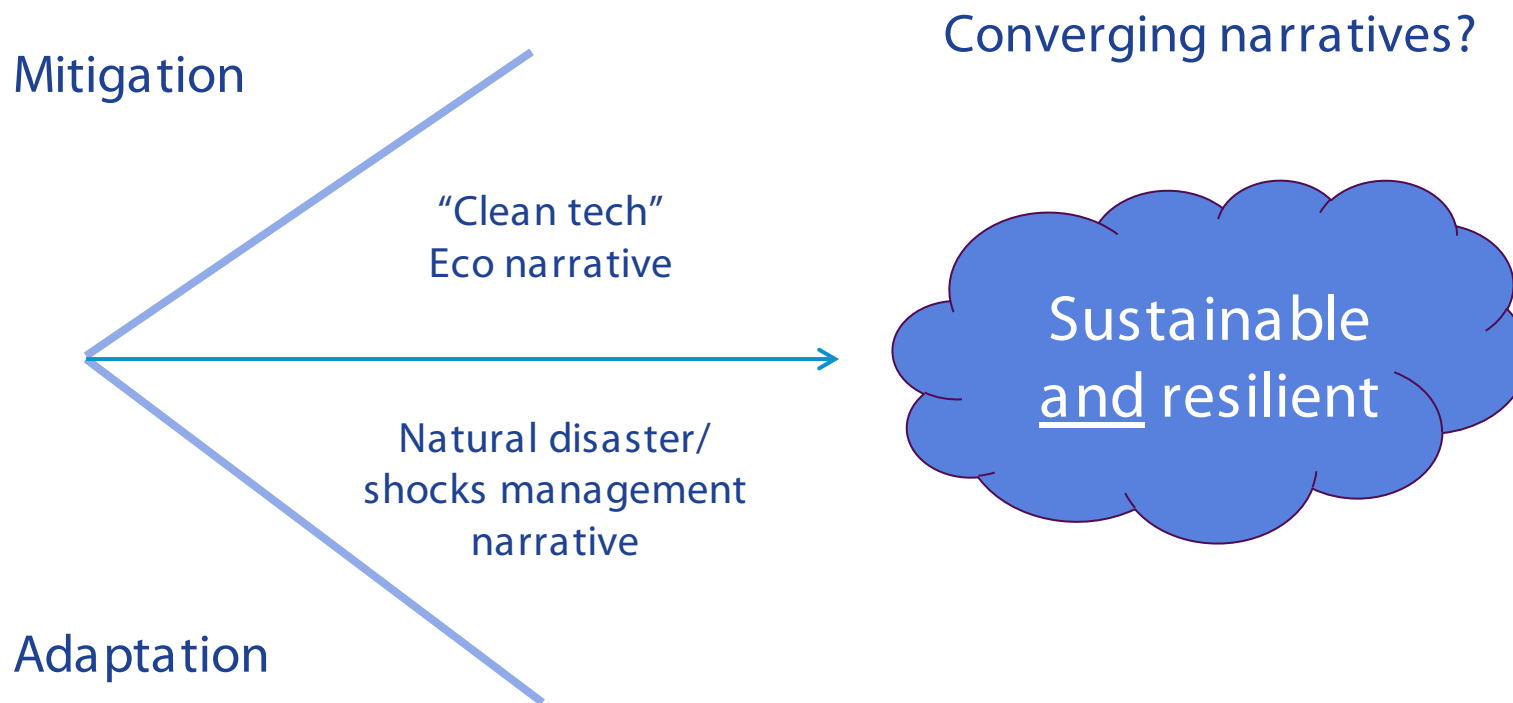 Mitigation
Converging narratives?
“Clean tech”
Eco narrative
Sustainable
and resilient
Natural disaster/
shocks management
narrative
Adaptation